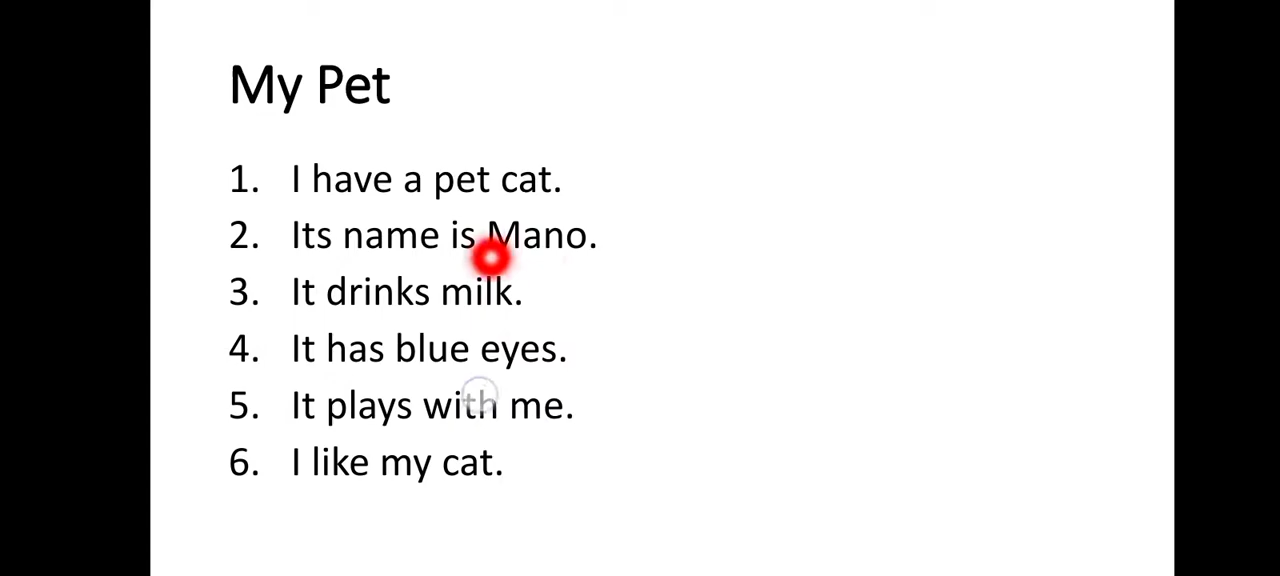 My Pet
1. I have a pet cat.
2. Its name is Mano.
3. It drinks milk.
4. It has blue eyes.
5. It plays with me.
6. I like my cat.